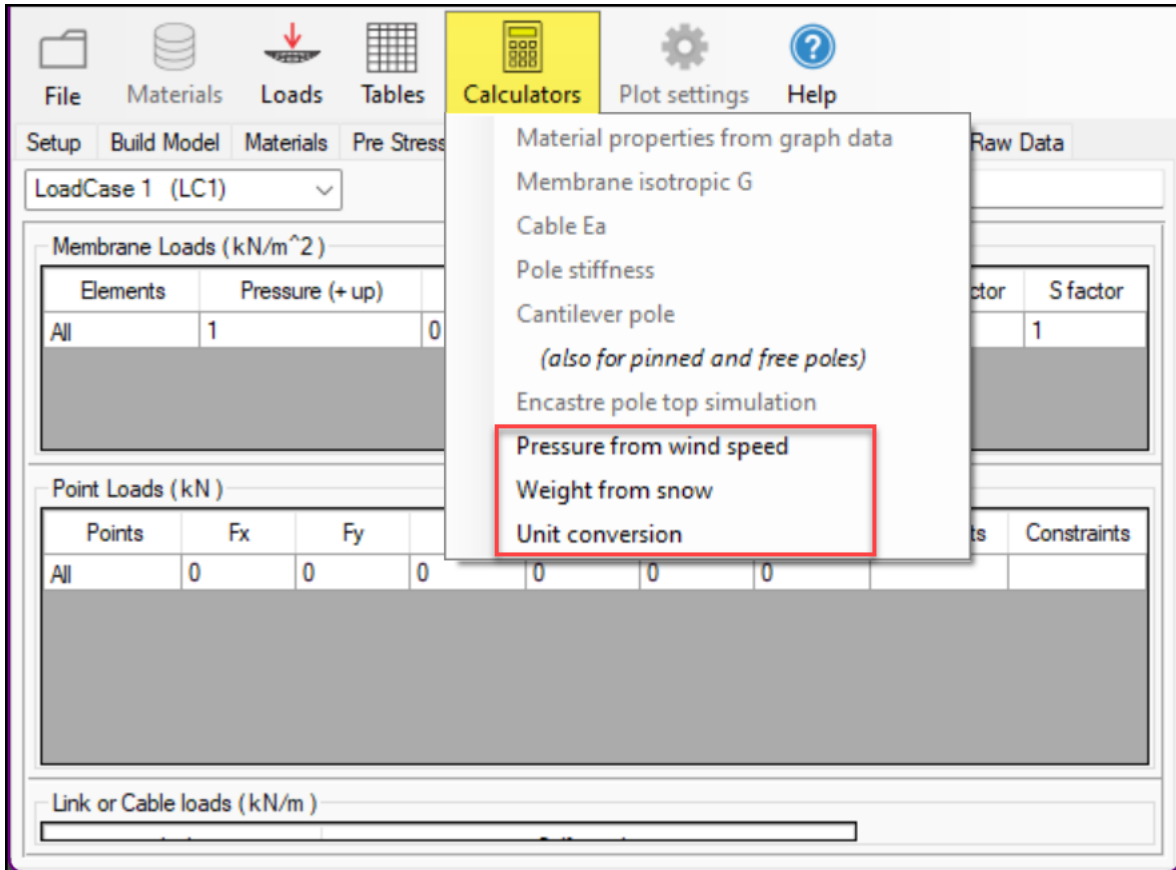 File Materials Loads Tables Calculators Plot settings Help
Setup Build Model Materials Pre Stress Raw Data
LoadCase 1 (LC1)
Material properties from graph data
Membrane isotropic G
Cable Ea
Pole stiffness
Cantilever pole
(also for pinned and free poles)
Encastre pole top simulation
Pressure from wind speed
Weight from snow
Unit conversion
Membrane Loads ( kN/m^2 )
Elements Pressure (+ up) ctor S factor
All 1 0 1
Point Loads ( kN )
Points Fx Fy ts Constraints
All 0 0 0 0 0 0
Link or Cable loads ( kN/m )